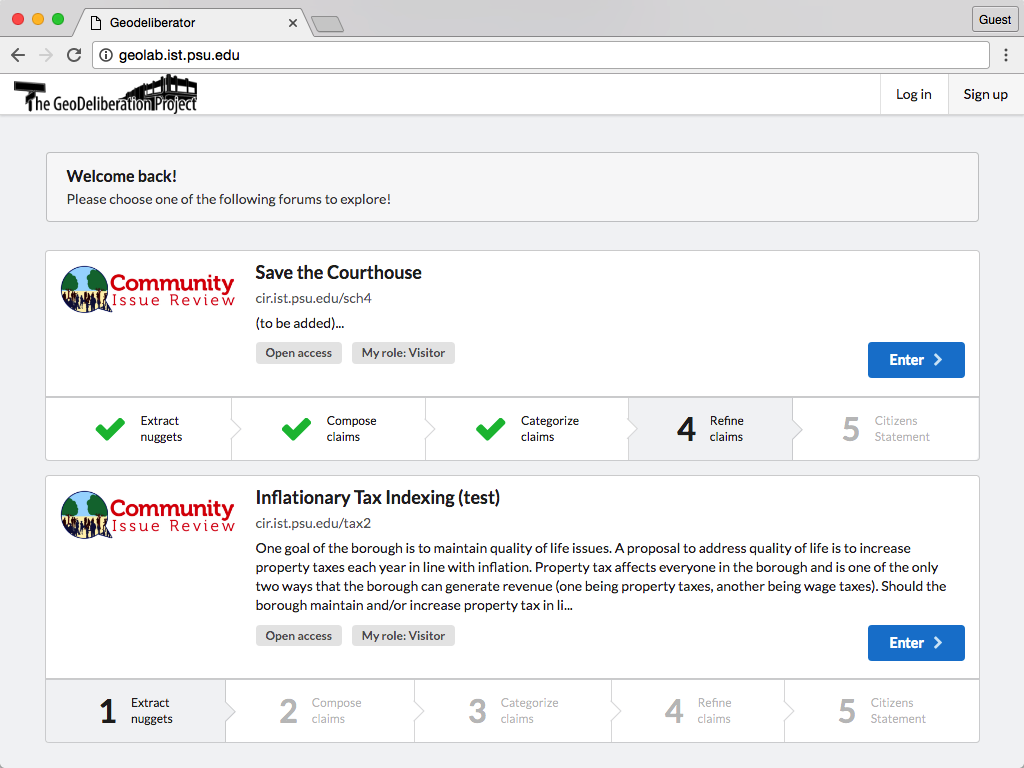 Geodeliberator
Guest
geolab.ist.psu.edu
The GeoDeliberation Project
Log in
Sign up
Welcome back!
Please choose one of the following forums to explore!
Community
Issue Review
Save the Courthouse
cir.ist.psu.edu/sch4
(to be added)...
Open access
My role: Visitor
Enter
Extract
nuggets
Compose
claims
Categorize
claims
4
Refine
claims
5
Citizens
Statement
Community
Issue Review
Inflationary Tax Indexing (test)
cir.ist.psu.edu/tax2
One goal of the borough is to maintain quality of life issues. A proposal to address quality of life is to increase
property taxes each year in line with inflation. Property tax affects everyone in the borough and is one of the only
two ways that the borough can generate revenue (one being property taxes, another being wage taxes). Should the
borough maintain and/or increase property tax in li...
Open access
My role: Visitor
Enter
1
Extract
nuggets
2
Compose
claims
3
Categorize
claims
4
Refine
claims
5
Citizens
Statement